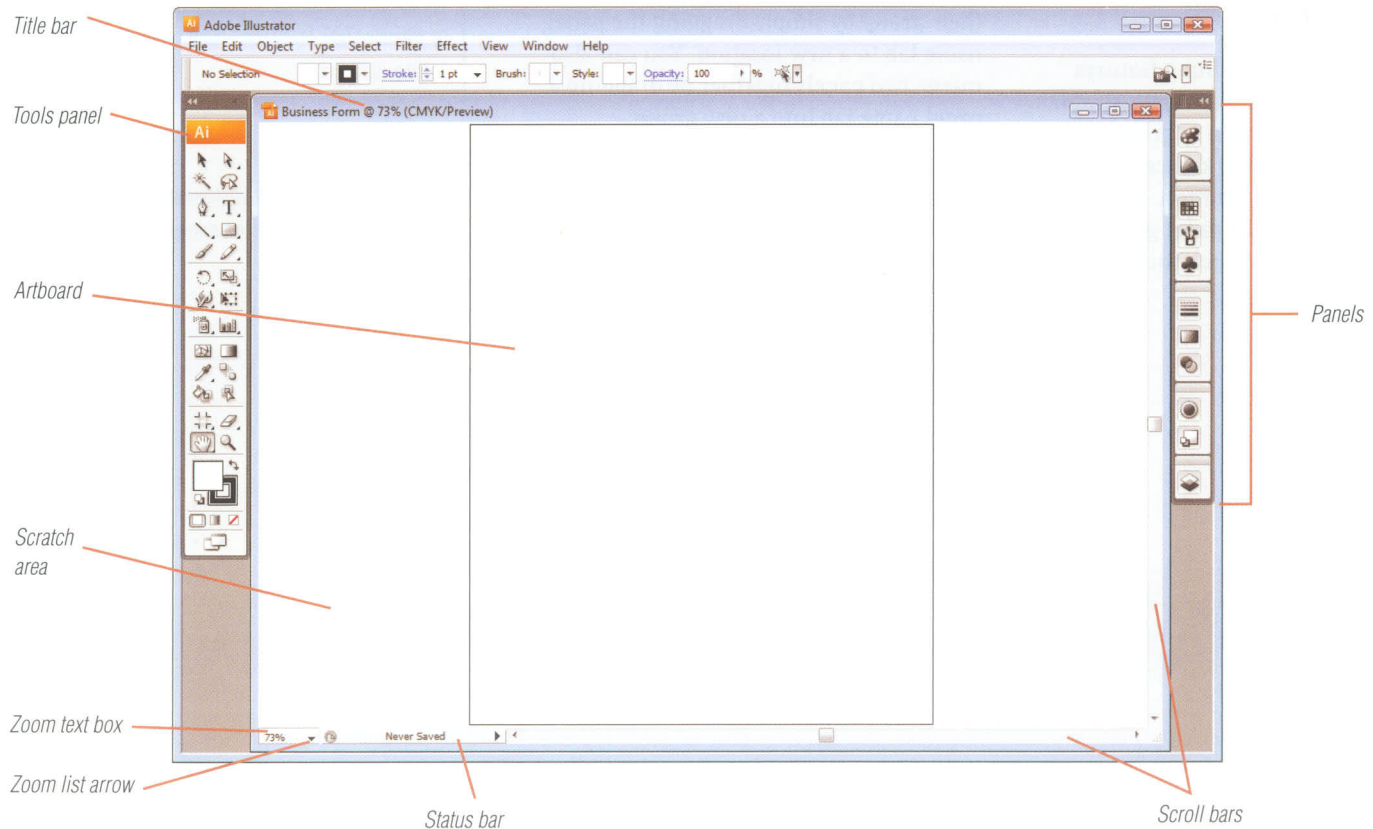 Title bar
Adobe Illustrator
File Edit Object Type Select Filter Effect View Window Help
No Selection Stroke: 1 pt Brush: Style: Opacity: 100 %
Tools panel
Ai
Business Form @ 73% (CMYK/Preview)
T
Artboard
Panels
Scratch
area
Zoom text box
73% Never Saved
Zoom list arrow
Status bar
Scroll bars